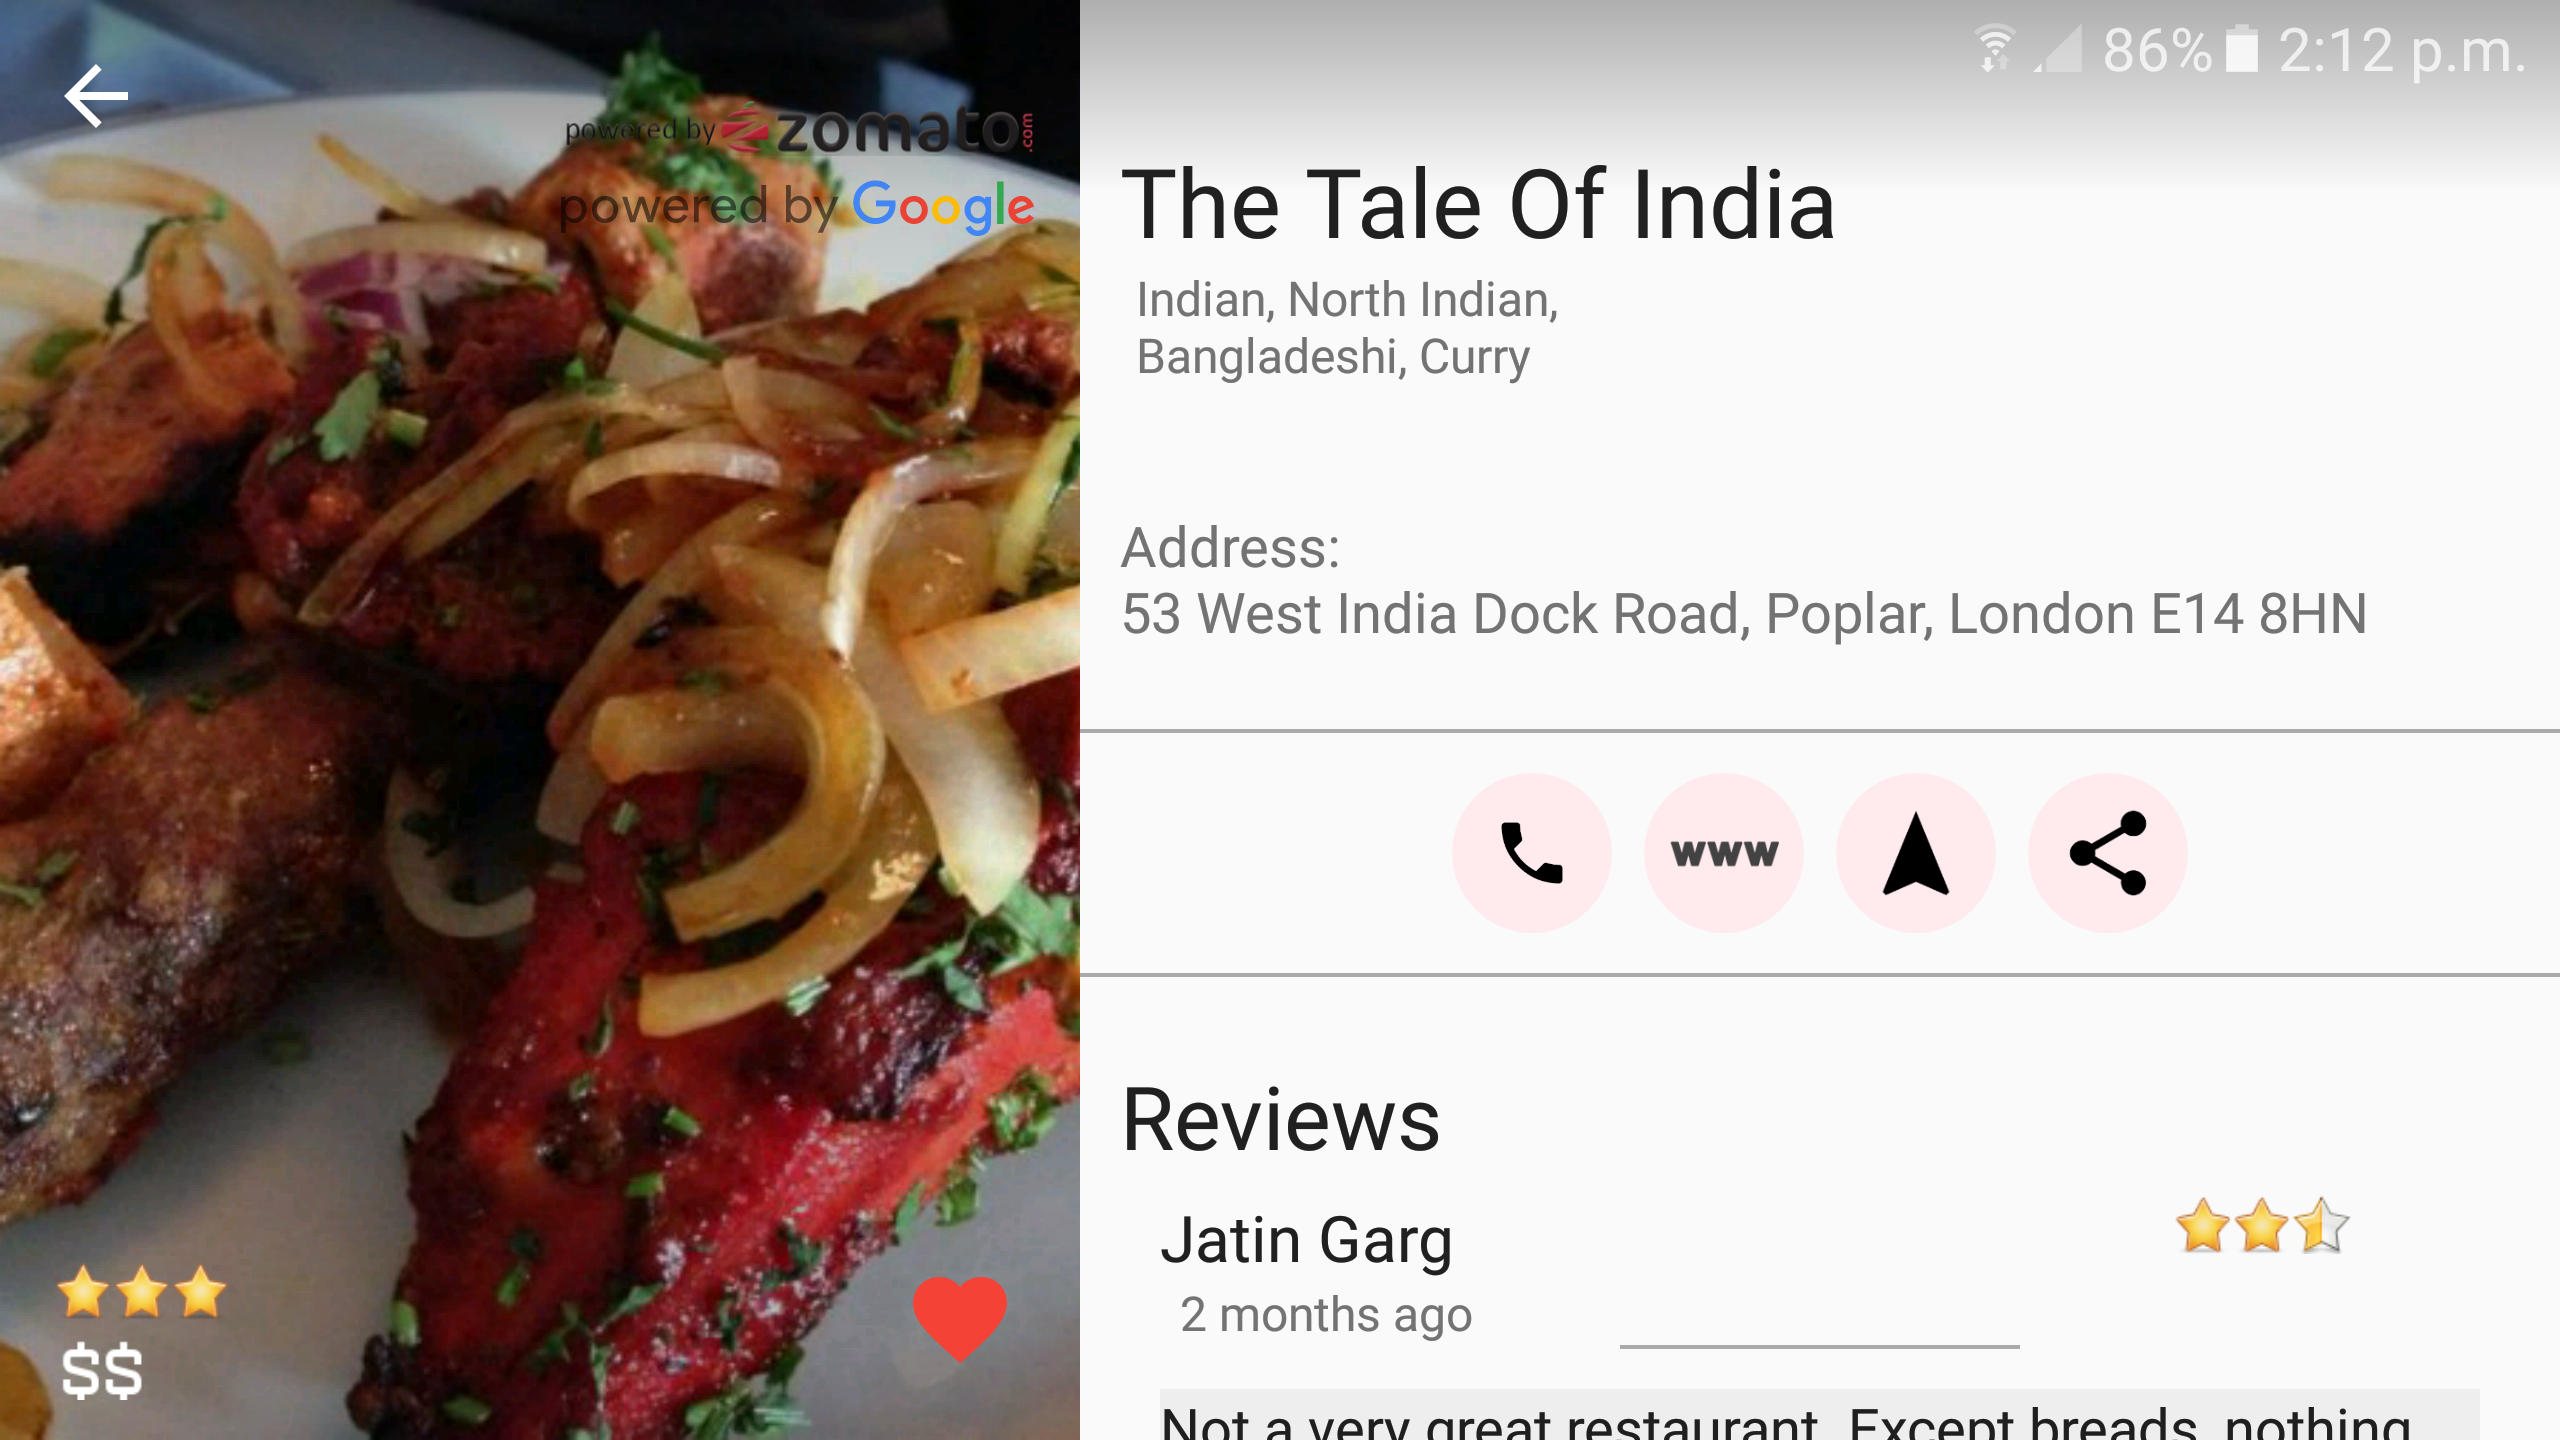 powered by zomato.com
powered by Google
$$
86% 2:12 p.m.
The Tale Of India
Indian, North Indian,
Bangladeshi, Curry
Address:
53 West India Dock Road, Poplar, London E14 8HN
www
Reviews
Jatin Garg
2 months ago
Not a very great restaurant. Except breads, nothing